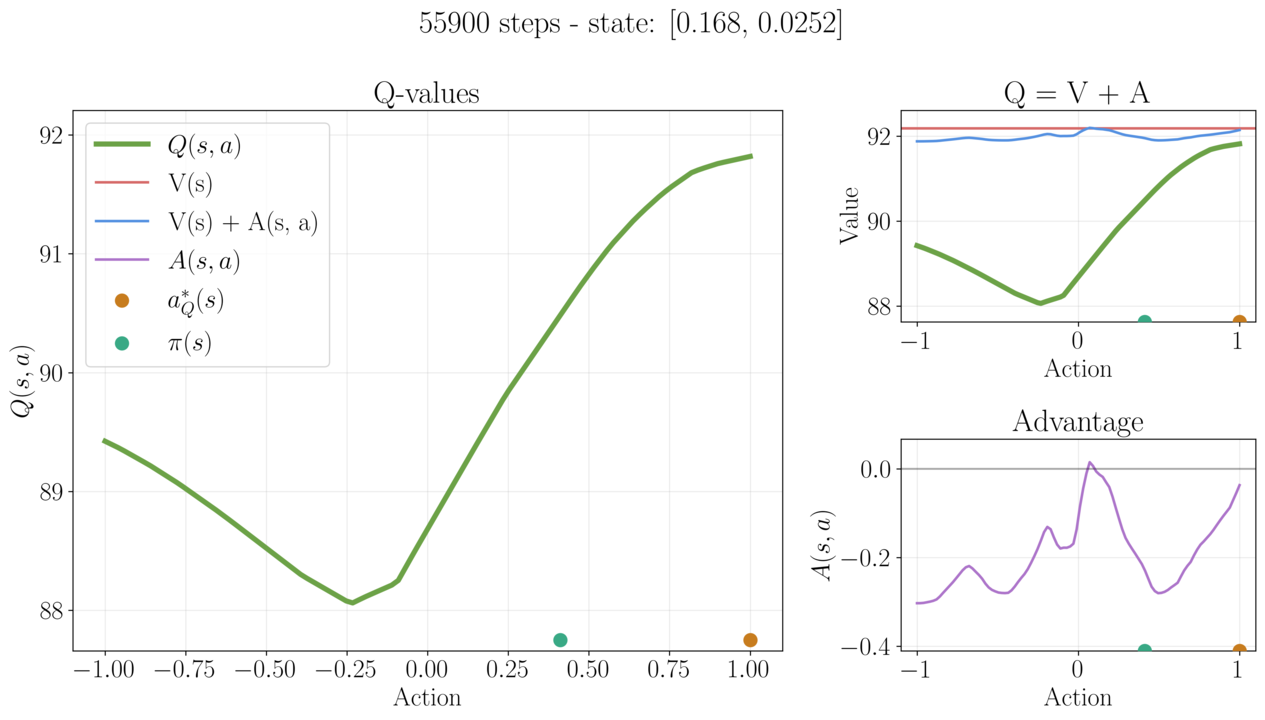 55900 steps - state: [0.168, 0.0252]
Q-values
92
91
90
89
88
Q(s, a)
Q(s, a)
V(s)
V(s) + A(s, a)
A(s, a)
a*Q(s)
π(s)
−1.00 −0.75 −0.50 −0.25 0.00 0.25 0.50 0.75 1.00
Action
Q = V + A
92
90
88
Value
−1 0 1
Action
Advantage
0.0
−0.2
−0.4
A(s, a)
−1 0 1
Action